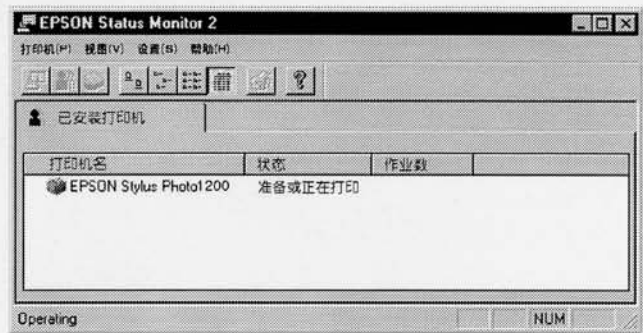 EPSON Status Monitor 2
打印机(P) 视图(V) 设置(S) 帮助(H)
已安装打印机
打印机名 状态 作业数
EPSON Stylus Photo1200 准备或正在打印
Operating NUM